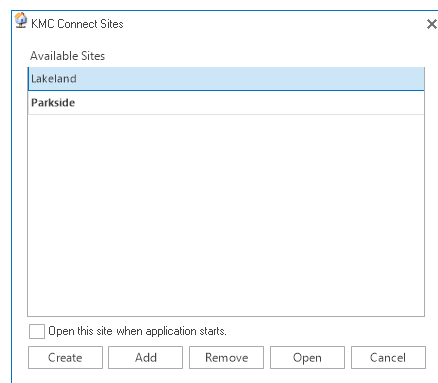 KMC Connect Sites
Available Sites
Lakeland
Parkside
Open this site when application starts.
Create Add Remove Open Cancel